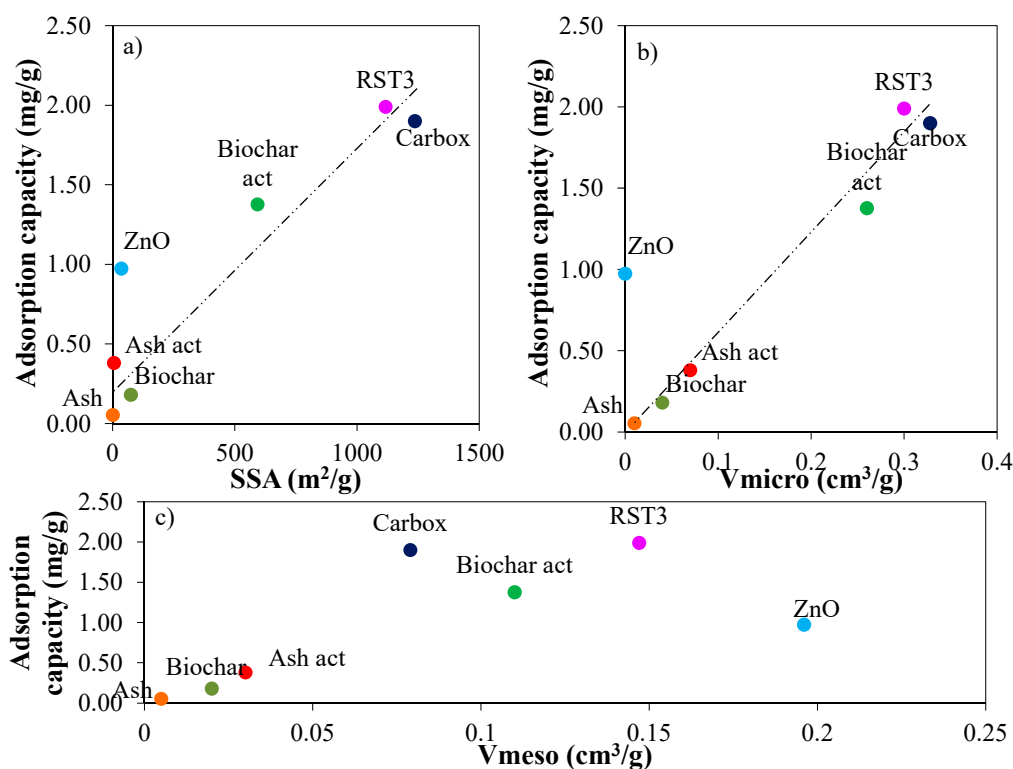 a)
Adsorption capacity (mg/g)
2.50
2.00
1.50
1.00
0.50
0.00
RST3
Carbox
Biochar
act
ZnO
Ash act
Biochar
Ash
0
500
1000
1500
SSA (m²/g)
b)
Adsorption capacity (mg/g)
2.50
2.00
1.50
1.00
0.50
0.00
RST3
Carbox
Biochar
act
ZnO
Ash act
Biochar
Ash
0
0.1
0.2
0.3
0.4
Vmicro (cm³/g)
c)
Adsorption
capacity (mg/g)
2.50
2.00
1.50
1.00
0.50
0.00
Carbox
RST3
Biochar act
ZnO
Biochar
Ash act
Ash
0
0.05
0.1
0.15
0.2
0.25
Vmeso (cm³/g)